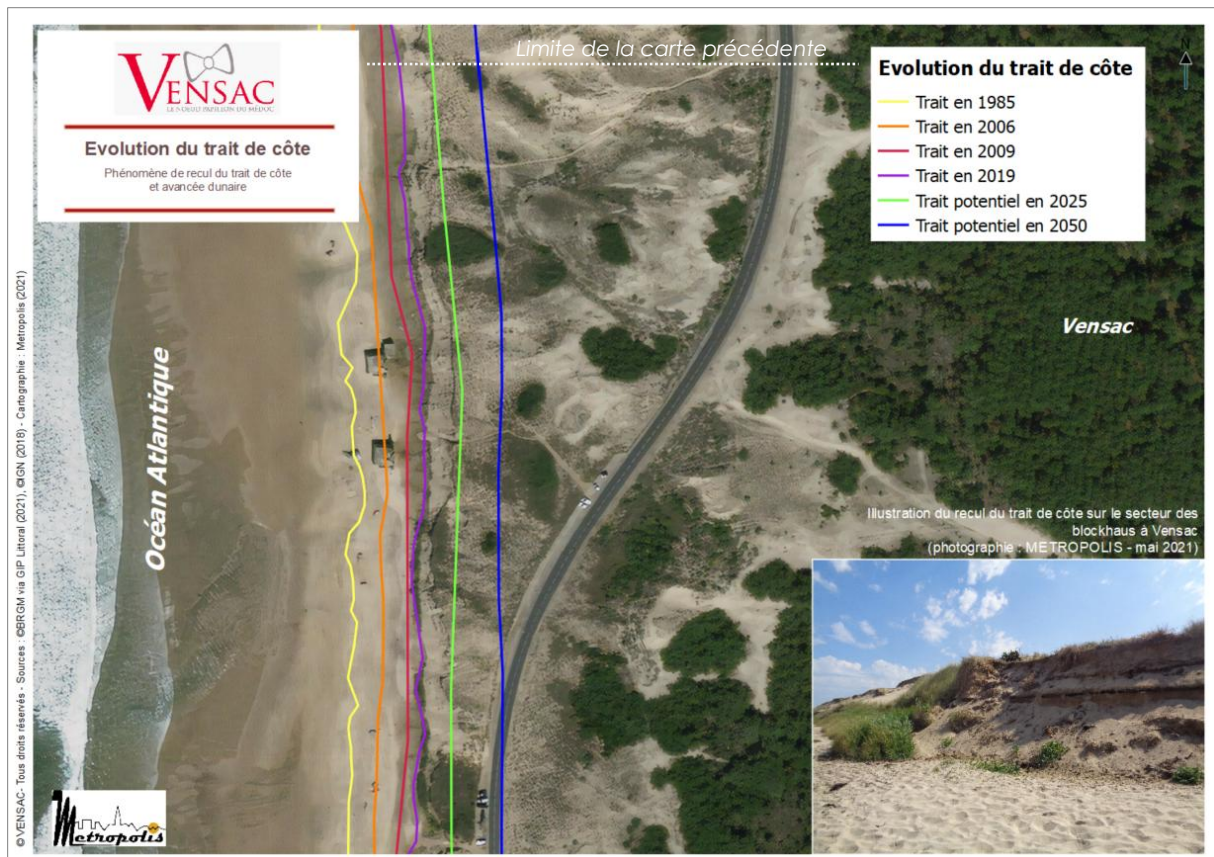 VENSAC
LE NOEUD PAPILLON DU MÉDOC
Evolution du trait de côte
Phénomène de recul du trait de côte
et avancée dunaire
Limite de la carte précédente
Evolution du trait de côte
Trait en 1985
Trait en 2006
Trait en 2009
Trait en 2019
Trait potentiel en 2025
Trait potentiel en 2050
Océan Atlantique
Vensac
Illustration du recul du trait de côte sur le secteur des
blockhaus à Vensac
(photographie : METROPOLIS - mai 2021)
©VENSAC- Tous droits réservés - Sources : ©BRGM via GIP Littoral (2021), ©IGN (2018) - Cartographie : Metropolis (2021)
Metropolis